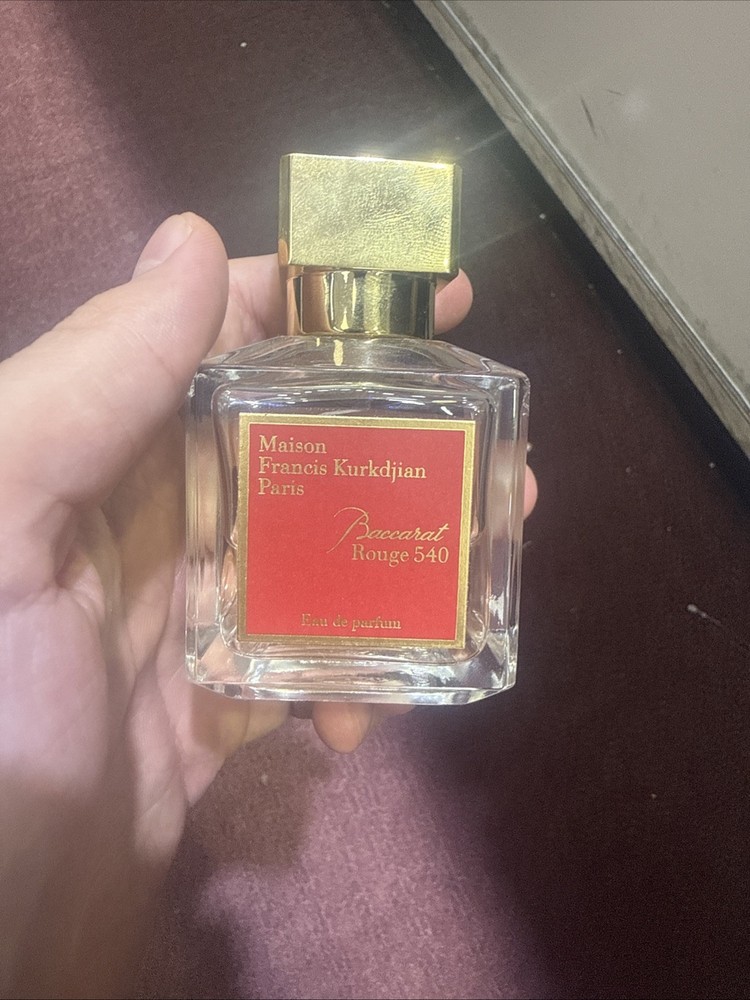 Maison
Francis Kurkdjian
Paris
Baccarat
Rouge 540
Eau de parfum